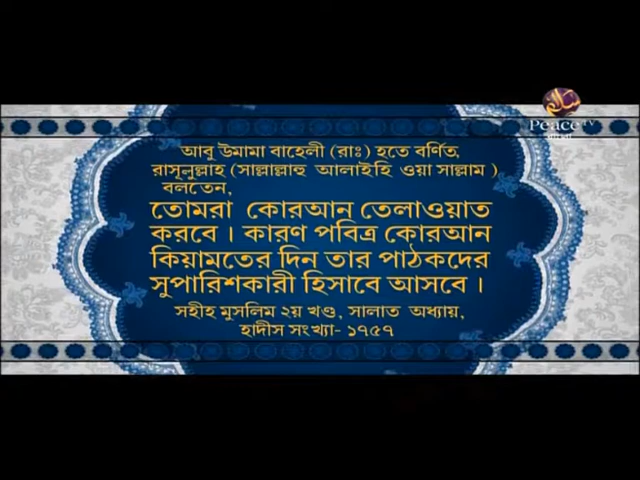 سلام
Peace TV
বাংলা
আবু উমামা বাহেলী (রাঃ) হতে বর্ণিত,
রাসূলুল্লাহ (সাল্লাল্লাহু আলাইহি ওয়া সাল্লাম )
বলতেন,
তোমরা কোরআন তেলাওয়াত
করবে । কারণ পবিত্র কোরআন
কিয়ামতের দিন তার পাঠকদের
সুপারিশকারী হিসাবে আসবে ।
সহীহ মুসলিম ২য় খণ্ড, সালাত অধ্যায়,
হাদীস সংখ্যা- ১৭৫৭